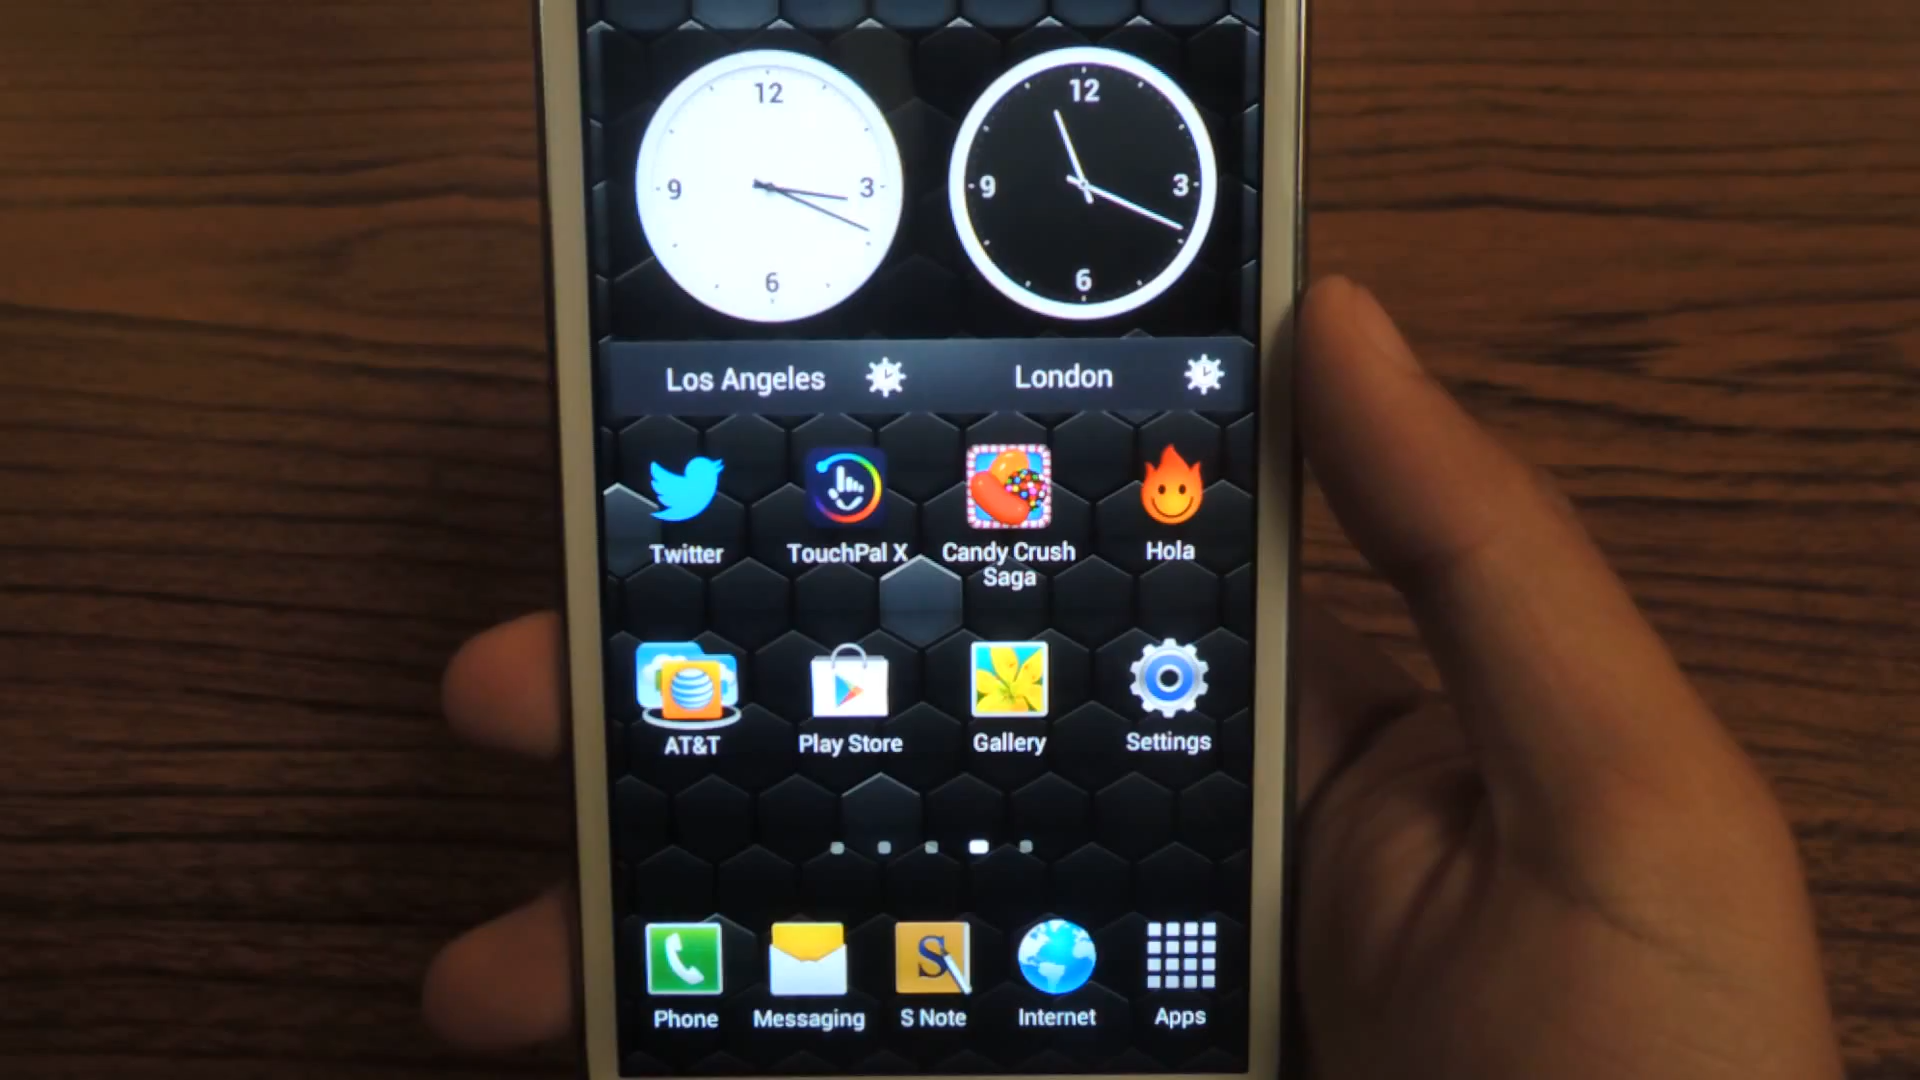 12
9
3
6
12
9
3
6
Los Angeles
London
Twitter
TouchPal X
Candy Crush
Saga
Hola
AT&T
Play Store
Gallery
Settings
S
Phone
Messaging
S Note
Internet
Apps